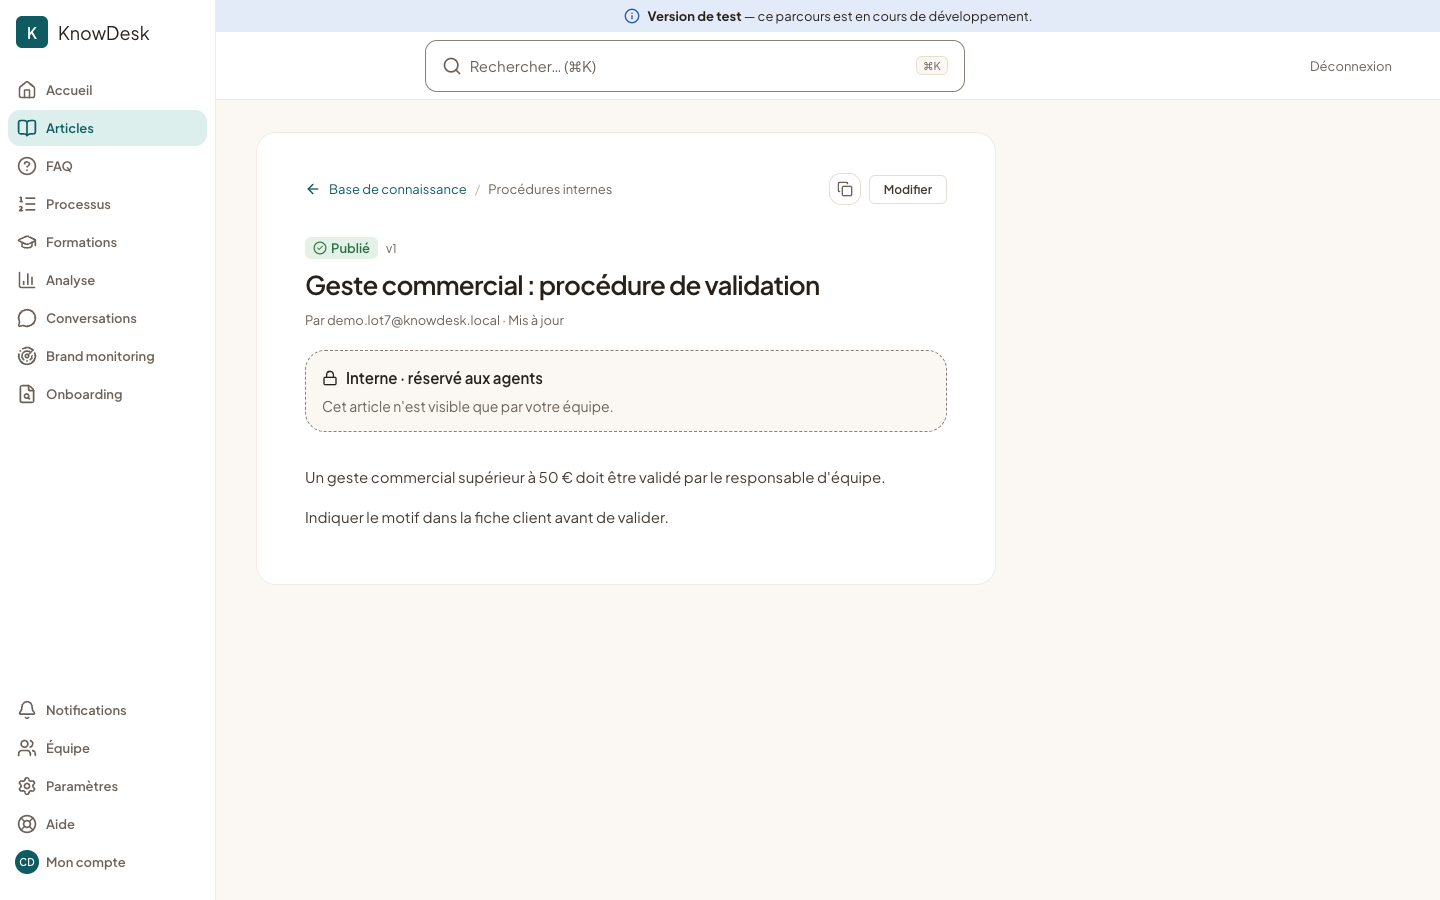 Version de test — ce parcours est en cours de développement.
K KnowDesk
Rechercher... (⌘K)
⌘K
Déconnexion
Accueil
Articles
FAQ
Processus
Formations
Analyse
Conversations
Brand monitoring
Onboarding
Notifications
Équipe
Paramètres
Aide
CD Mon compte
Base de connaissance / Procédures internes
Modifier
Publié v1
Geste commercial : procédure de validation
Par demo.lot7@knowdesk.local · Mis à jour
Interne · réservé aux agents
Cet article n'est visible que par votre équipe.
Un geste commercial supérieur à 50 € doit être validé par le responsable d'équipe.
Indiquer le motif dans la fiche client avant de valider.